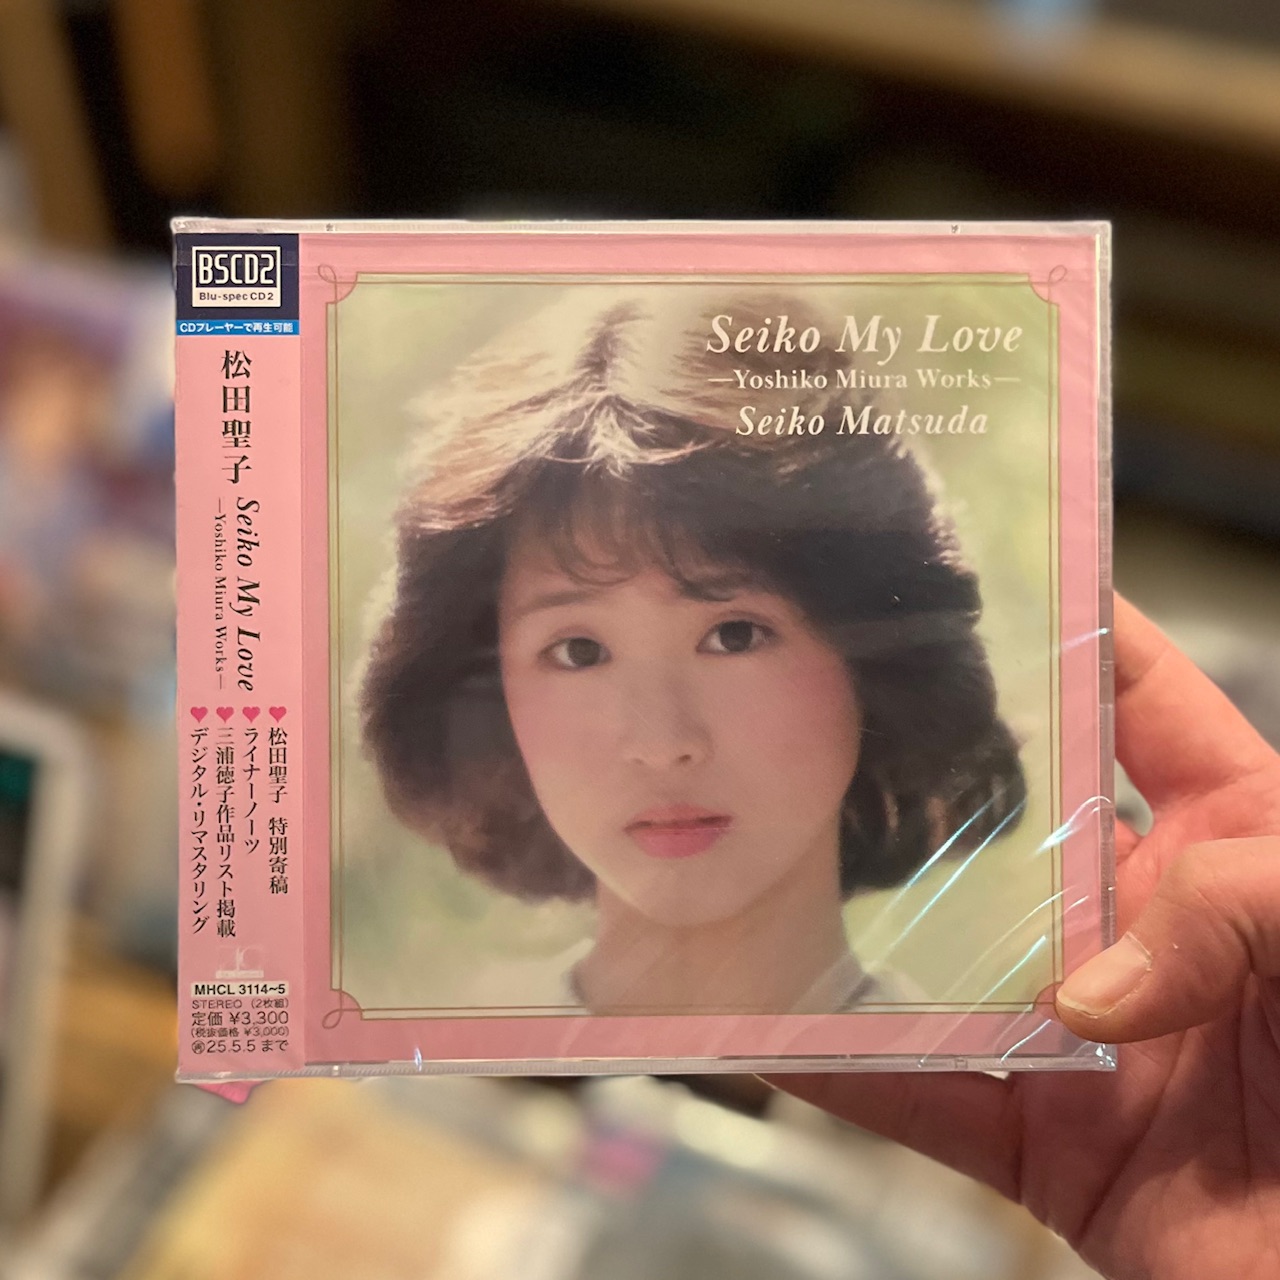 BSCD2
Blu-spec CD2
CDプレーヤーで再生可能
松田聖子
Seiko My Love
—Yoshiko Miura Works—
♥松田聖子 特別寄稿
♥ライナーノーツ
♥三浦徳子作品リスト掲載
♥デジタル・リマスタリング
MHCL 3114~5
STEREO (2枚組)
定価 ¥3,300
(税抜価格 ¥3,000)
25.5.5まで
Seiko My Love
—Yoshiko Miura Works—
Seiko Matsuda